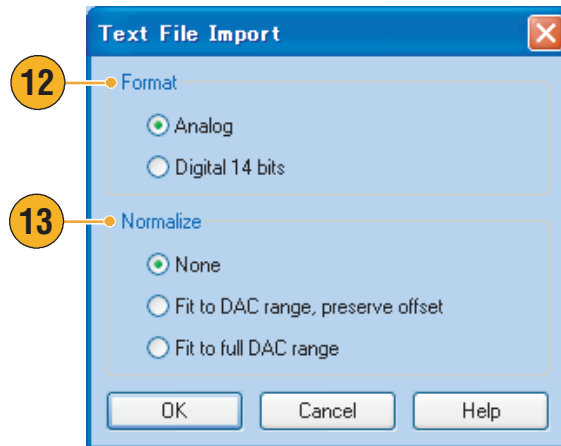 Text File Import
12
Format
Analog
Digital 14 bits
13
Normalize
None
Fit to DAC range, preserve offset
Fit to full DAC range
OK Cancel Help